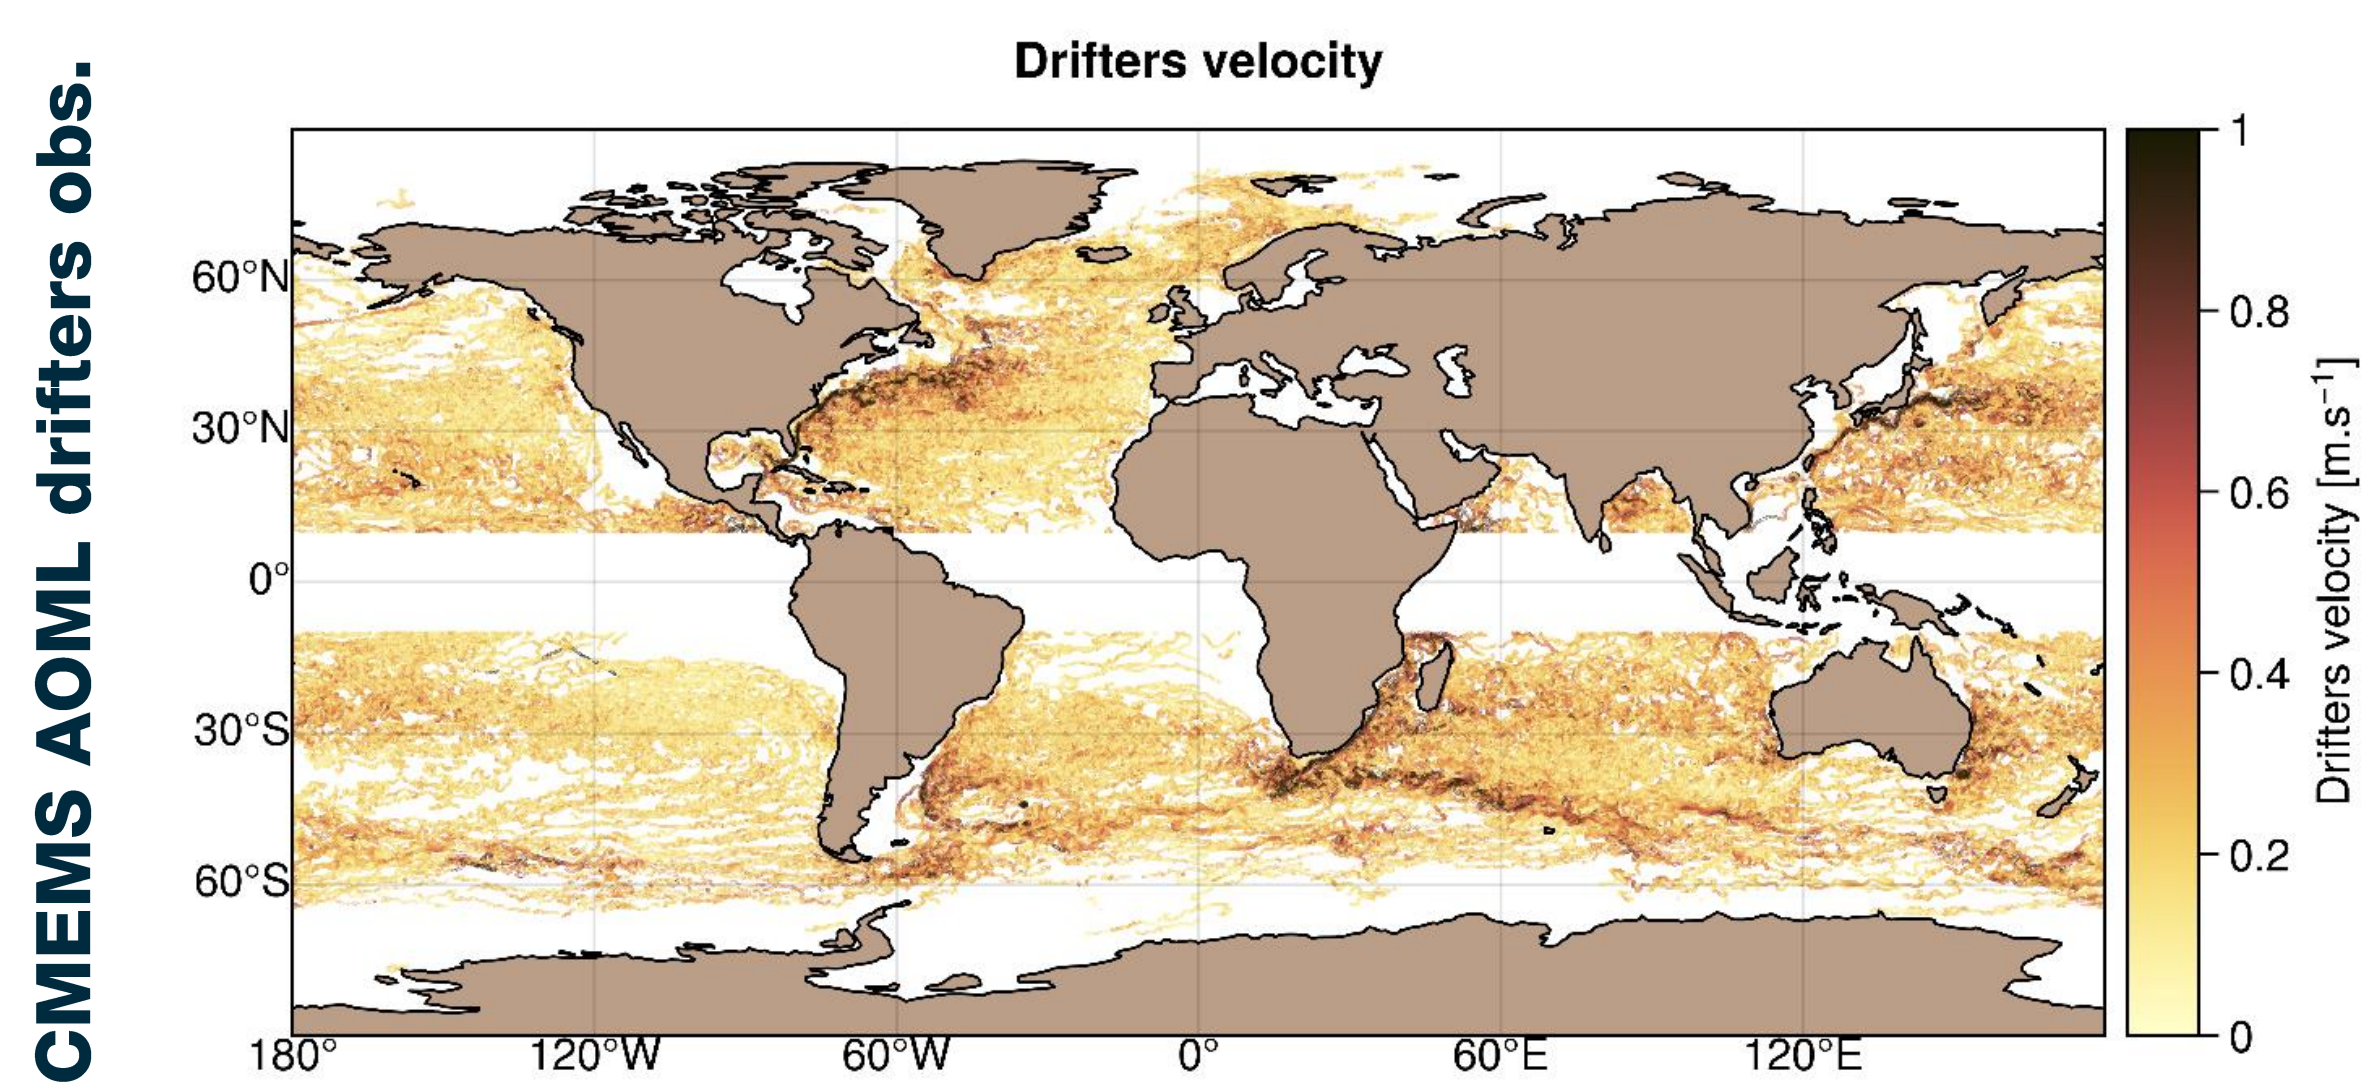 CMEMS AOML drifters obs.
Drifters velocity
60°N
30°N
0°
30°S
60°S
180°
120°W
60°W
0°
60°E
120°E
1
0.8
0.6
0.4
0.2
0
Drifters velocity [m.s⁻¹]